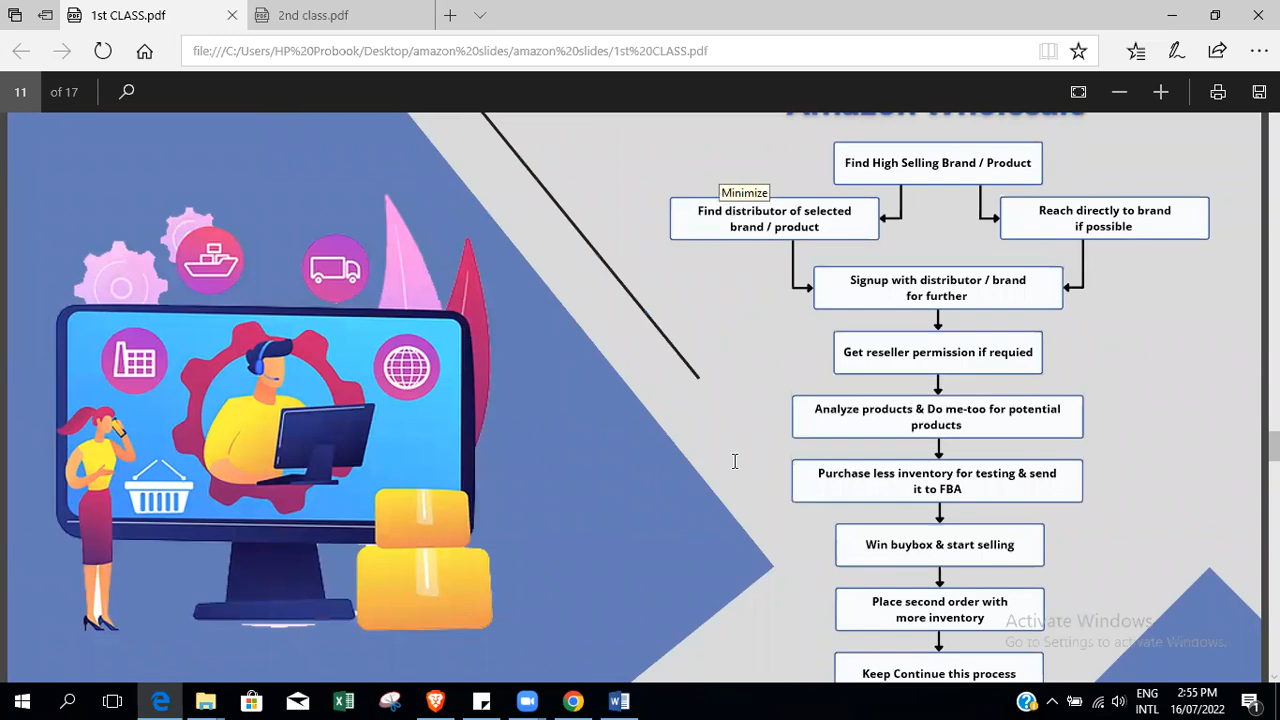 1st CLASS.pdf
2nd class.pdf
file:///C:/Users/HP%20Probook/Desktop/amazon%20slides/amazon%20slides/1st%20CLASS.pdf
11 of 17
Amazon Wholesale
Find High Selling Brand / Product
Minimize
Find distributor of selected
brand / product
Reach directly to brand
if possible
Signup with distributor / brand
for further
Get reseller permission if requied
Analyze products & Do me-too for potential
products
Purchase less inventory for testing & send
it to FBA
Win buybox & start selling
Place second order with
more inventory
Keep Continue this process
Activate Windows
Go to Settings to activate Windows.
ENG
INTL
2:55 PM
16/07/2022